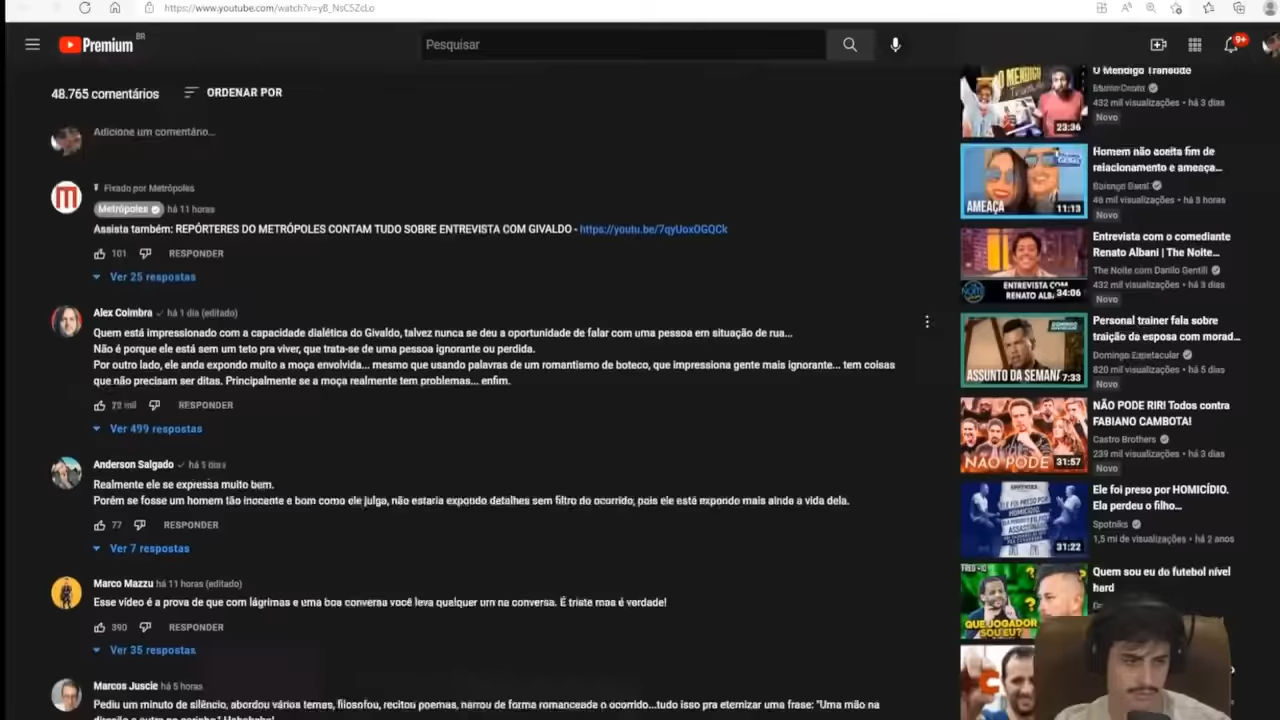 https://www.youtube.com/watch?v=yB_NsC5ZcLo
Premium BR
Pesquisar
9+
48.765 comentários
ORDENAR POR
Adicione um comentário...
Fixado por Metrópoles
Metrópoles há 11 horas
Assista também: REPÓRTERES DO METRÓPOLES CONTAM TUDO SOBRE ENTREVISTA COM GIVALDO - https://youtu.be/7qyUoxOGQCk
101 RESPONDER
Ver 25 respostas
Alex Coimbra há 1 dia (editado)
Quem está impressionado com a capacidade dialética do Givaldo, talvez nunca se deu a oportunidade de falar com uma pessoa em situação de rua...
Não é porque ele está sem um teto pra viver, que trata-se de uma pessoa ignorante ou perdida.
Por outro lado, ele anda expondo muito a moça envolvida... mesmo que usando palavras de um romantismo de boteco, que impressiona gente mais ignorante... tem coisas
que não precisam ser ditas. Principalmente se a moça realmente tem problemas... enfim.
mil RESPONDER
Ver 499 respostas
Anderson Salgado há
Realmente ele se expressa muito bem.
Porém se fosse um homem tão inocente e bom como ele julga, não estaria expondo detalhes sem filtro do ocorrido, pois ele está expondo mais ainda a vida dela.
77 RESPONDER
Ver 7 respostas
Marco Mazzu há 11 horas (editado)
Esse vídeo é a prova de que com lágrimas e uma boa conversa você leva qualquer um na conversa. É triste mas é verdade!
390 RESPONDER
Ver 35 respostas
Marcos Juscie há 5 horas
Pediu um minuto de silêncio, abordou vários temas, filosofou, recitou poemas, narrou de forma romanceada o ocorrido...tudo isso pra eternizar uma frase: "Uma mão na
O MENDIGO
23:36
O Mendigo
432 mil visualizações • há 3 dias
Novo
AMEAÇA
11:13
Homem não aceita fim de
relacionamento e ameaça...
Balanço Geral
46 mil visualizações • há 8 horas
Novo
ENTREVISTA COM
RENATO ALB
34:06
Entrevista com o comediante
Renato Albani | The Noite...
The Noite com Danilo Gentili
432 mil visualizações • há 3 dias
Novo
ASSUNTO DA SEMANA
7:33
Personal trainer fala sobre
traição da esposa com morad...
Domingo Espetacular
820 mil visualizações • há 5 dias
Novo
NÃO PODE
31:57
NÃO PODE RIR! Todos contra
FABIANO CAMBOTA!
Castro Brothers
239 mil visualizações • há 3 dias
Novo
ELE FOI
PRESO POR
HOMICÍDIO.
31:22
Ele foi preso por HOMICÍDIO.
Ela perdeu o filho...
Spotniks
1,5 mi de visualizações • há 2 anos
QUE JOGADOR
SOU EU?
Quem sou eu do futebol nível
hard